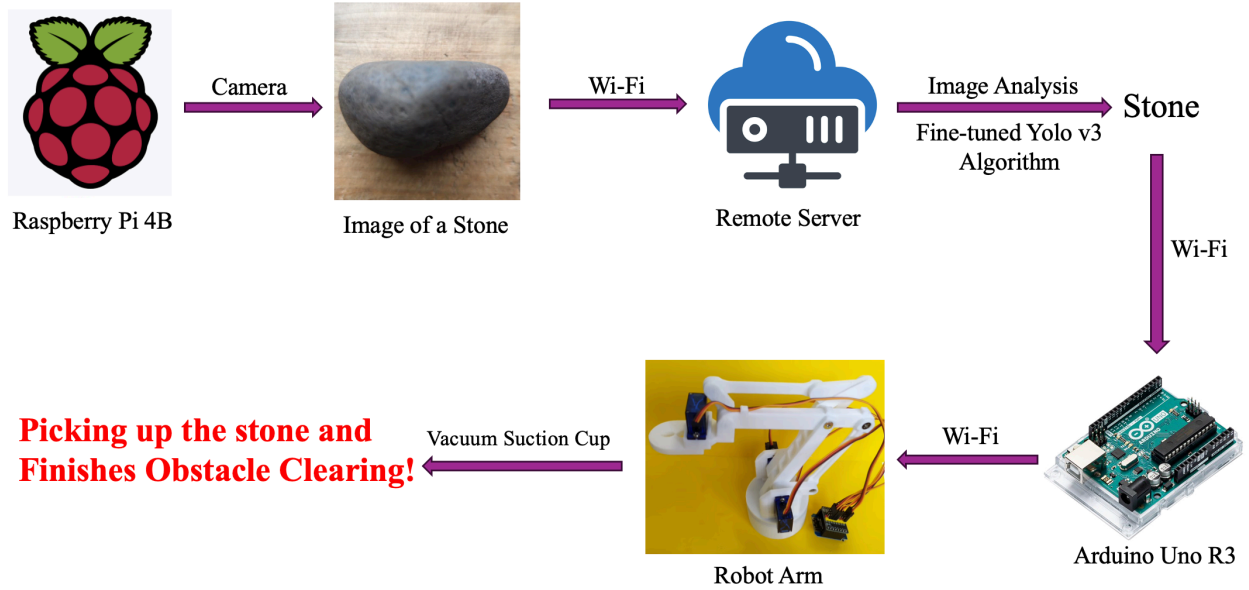 Camera
Wi-Fi
Image Analysis
Fine-tuned Yolo v3
Algorithm
Stone
Raspberry Pi 4B
Image of a Stone
Remote Server
Wi-Fi
Picking up the stone and
Finishes Obstacle Clearing!
Vacuum Suction Cup
Wi-Fi
Robot Arm
Arduino Uno R3